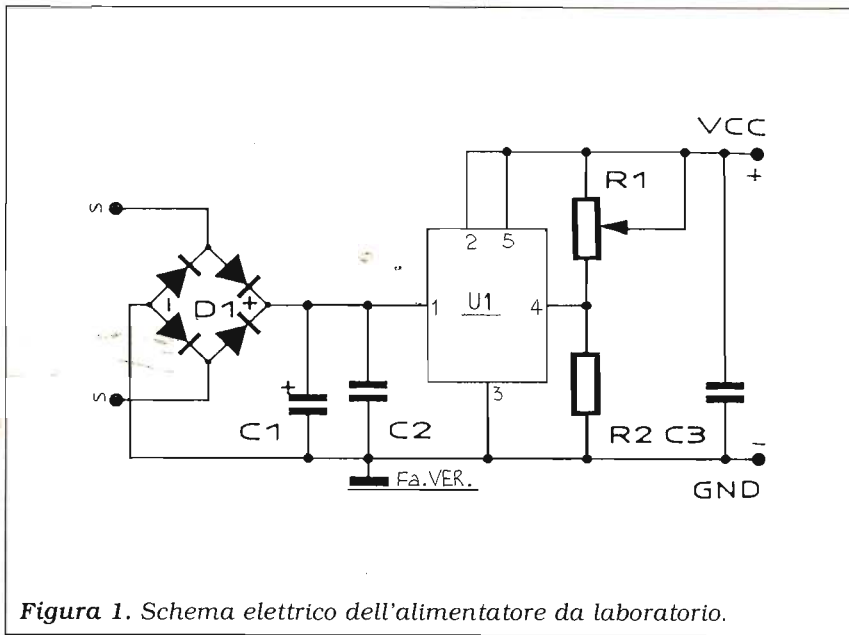 VCC
+
R1
S
2 5
- D1 +
1 U1 4
+
3
S
C1 C2 R2 C3
-
Fa.VER.
GND
Figura 1. Schema elettrico dell'alimentatore da laboratorio.